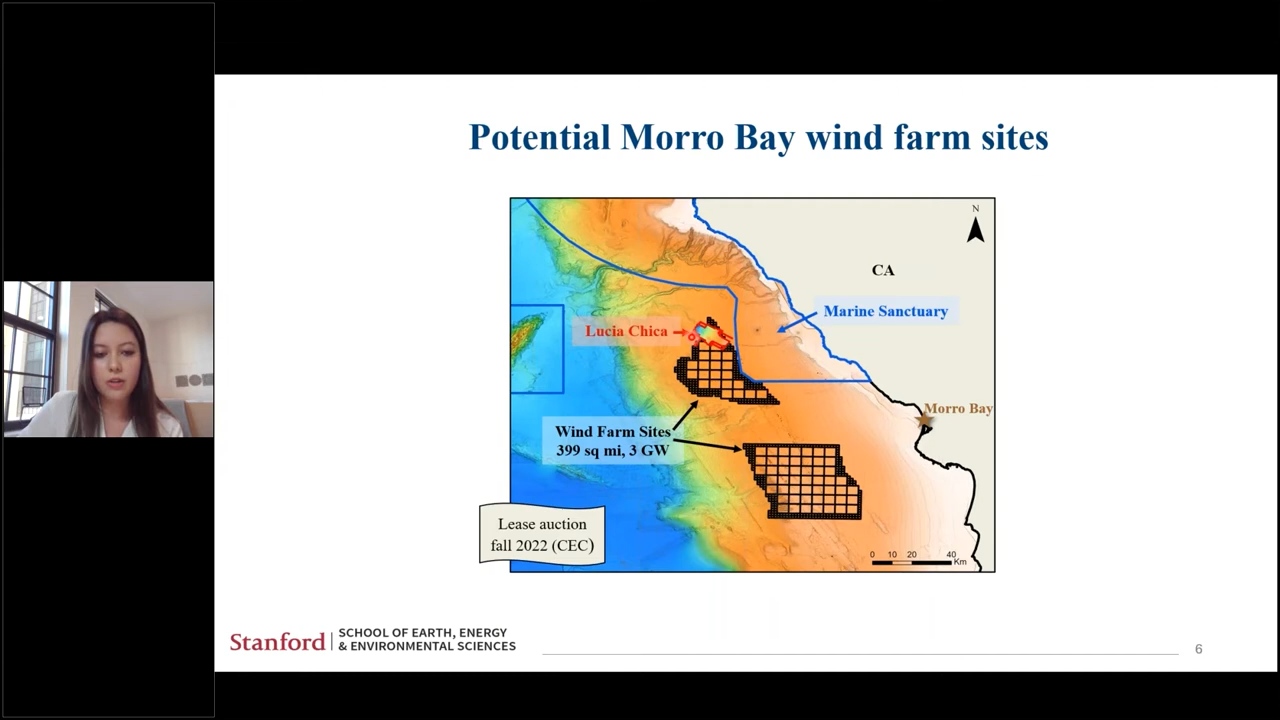 Potential Morro Bay wind farm sites
N
CA
Marine Sanctuary
Lucia Chica
Morro Bay
Wind Farm Sites
399 sq mi, 3 GW
Lease auction
fall 2022 (CEC)
0 10 20 40
Km
Stanford
SCHOOL OF EARTH, ENERGY
& ENVIRONMENTAL SCIENCES
6